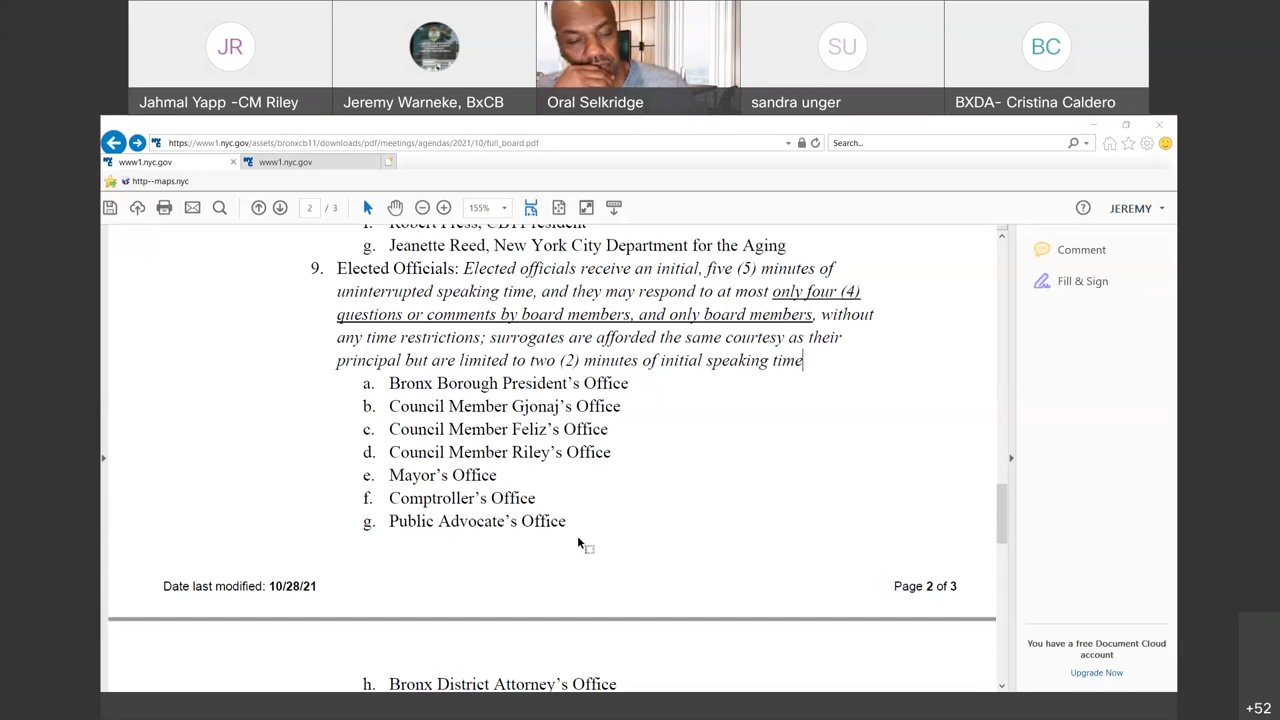 JR
SU
BC
Jahmal Yapp -CM Riley
Jeremy Warneke, BxCB
Oral Selkridge
sandra unger
BXDA- Cristina Caldero
https://www1.nyc.gov/assets/bronxcb11/downloads/pdf/meetings/agendas/2021/10/full_board.pdf
Search...
www1.nyc.gov
www1.nyc.gov
http--maps.nyc
2 / 3
155%
JEREMY
f. Robert Press, CB11 President
g. Jeanette Reed, New York City Department for the Aging
9. Elected Officials: Elected officials receive an initial, five (5) minutes of
interrupted speaking time, and they may respond to at most only four (4)
questions or comments by board members, and only board members, without
any time restrictions; surrogates are afforded the same courtesy as their
principal but are limited to two (2) minutes of initial speaking time
a. Bronx Borough President's Office
b. Council Member Gjonaj's Office
c. Council Member Feliz's Office
d. Council Member Riley's Office
e. Mayor's Office
f. Comptroller's Office
g. Public Advocate's Office
Date last modified: 10/28/21
Page 2 of 3
h. Bronx District Attorney's Office
Comment
Fill & Sign
You have a free Document Cloud
account
Upgrade Now
+52